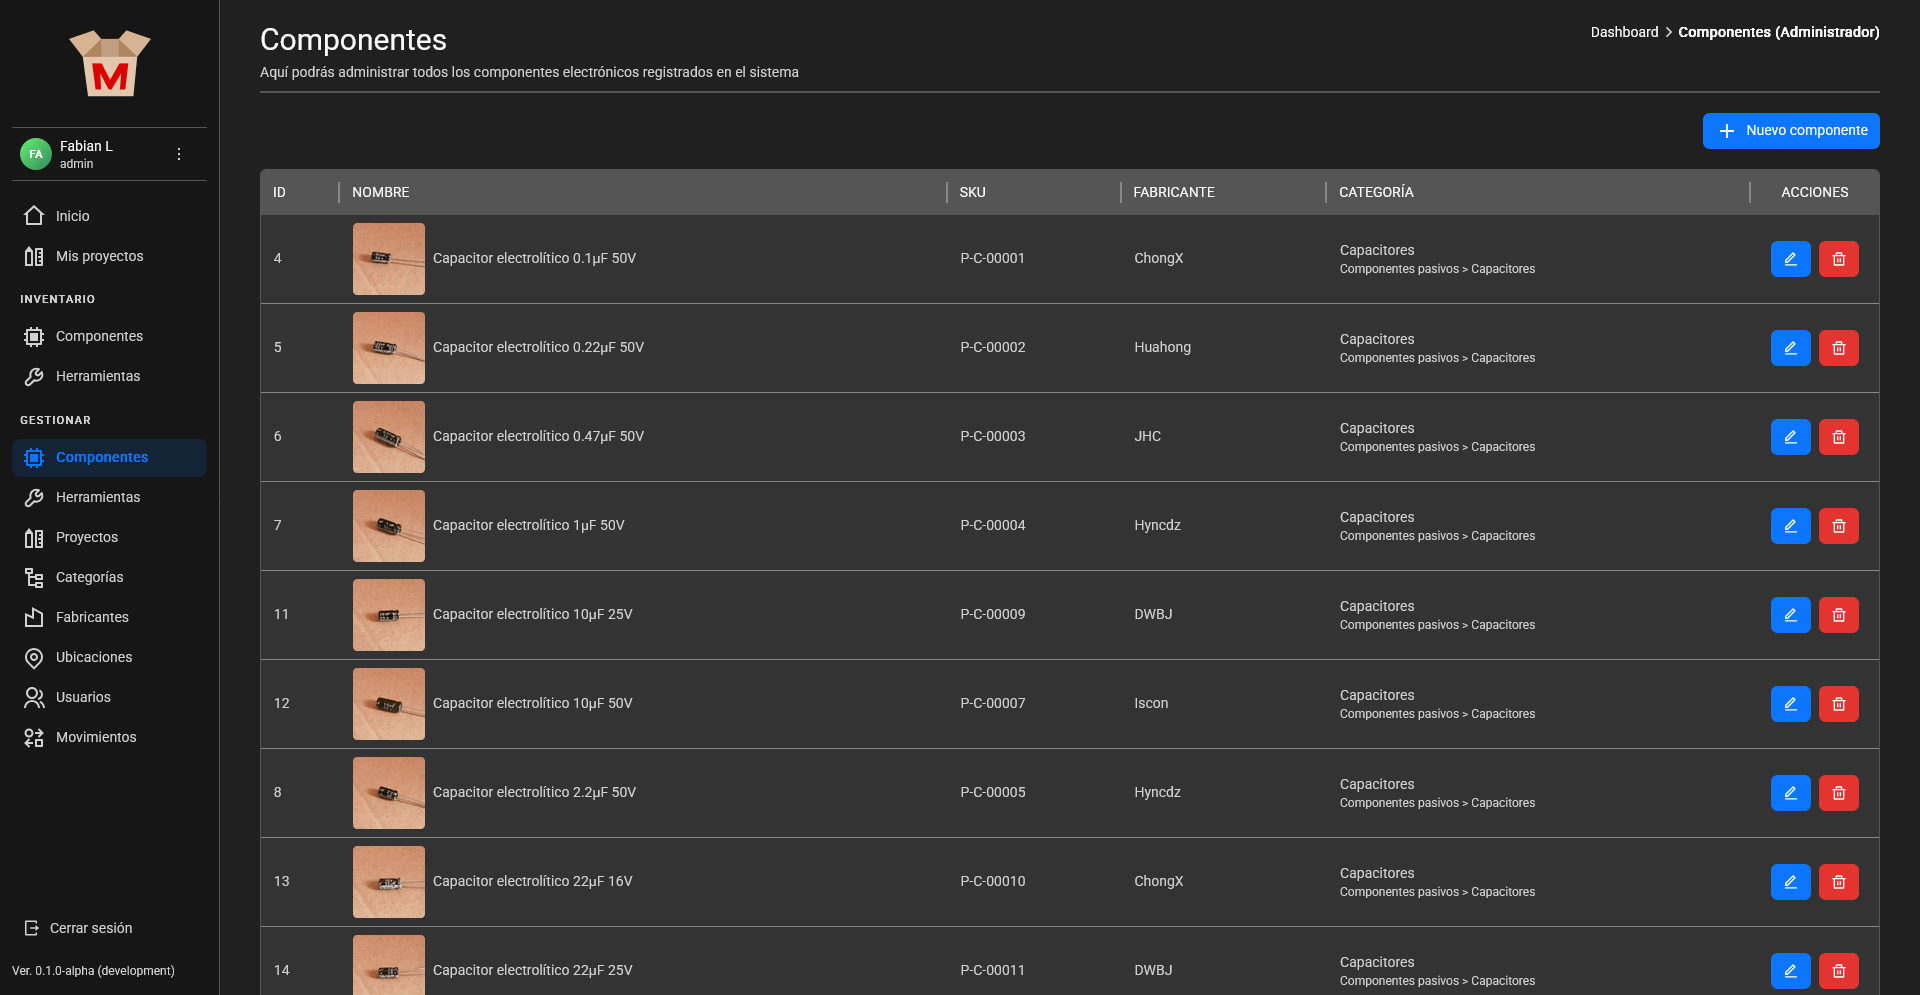 M
FA
Fabian L
admin
Inicio
Mis proyectos
INVENTARIO
Componentes
Herramientas
GESTIONAR
Componentes
Herramientas
Proyectos
Categorías
Fabricantes
Ubicaciones
Usuarios
Movimientos
Cerrar sesión
Ver. 0.1.0-alpha (development)
Componentes
Aquí podrás administrar todos los componentes electrónicos registrados en el sistema
Dashboard > Componentes (Administrador)
Nuevo componente
ID NOMBRE SKU FABRICANTE CATEGORÍA ACCIONES
4 Capacitor electrolítico 0.1µF 50V P-C-00001 ChongX Capacitores
Componentes pasivos > Capacitores
5 Capacitor electrolítico 0.22µF 50V P-C-00002 Huahong Capacitores
Componentes pasivos > Capacitores
6 Capacitor electrolítico 0.47µF 50V P-C-00003 JHC Capacitores
Componentes pasivos > Capacitores
7 Capacitor electrolítico 1µF 50V P-C-00004 Hyncdz Capacitores
Componentes pasivos > Capacitores
11 Capacitor electrolítico 10µF 25V P-C-00009 DWBJ Capacitores
Componentes pasivos > Capacitores
12 Capacitor electrolítico 10µF 50V P-C-00007 Iscon Capacitores
Componentes pasivos > Capacitores
8 Capacitor electrolítico 2.2µF 50V P-C-00005 Hyncdz Capacitores
Componentes pasivos > Capacitores
13 Capacitor electrolítico 22µF 16V P-C-00010 ChongX Capacitores
Componentes pasivos > Capacitores
14 Capacitor electrolítico 22µF 25V P-C-00011 DWBJ Capacitores
Componentes pasivos > Capacitores